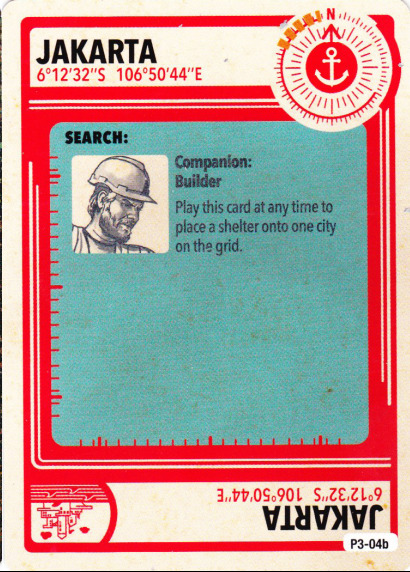 JAKARTA
6°12'32"S 106°50'44"E
N
SEARCH:
Companion:
Builder
Play this card at any time to
place a shelter onto one city
on the grid.
6°12'32"S 106°50'44"E
JAKARTA
P3-04b